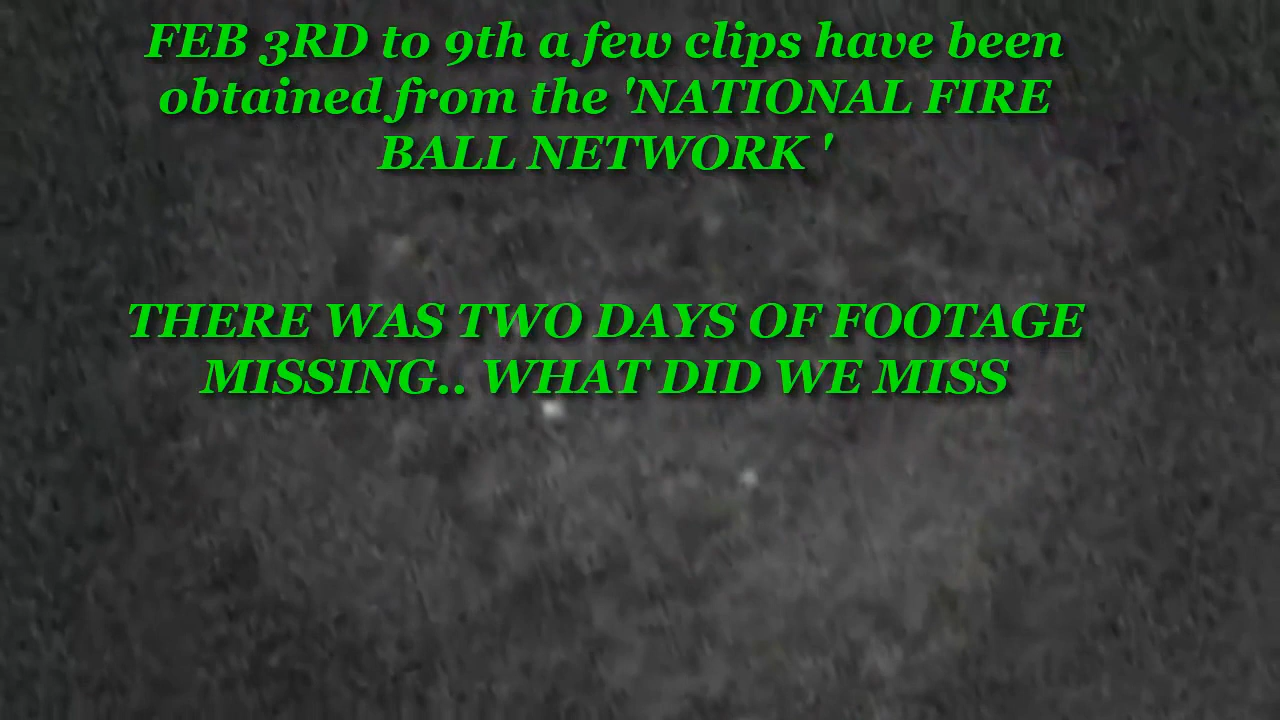 FEB 3RD to 9th a few clips have been
obtained from the 'NATIONAL FIRE
BALL NETWORK '
THERE WAS TWO DAYS OF FOOTAGE
MISSING.. WHAT DID WE MISS